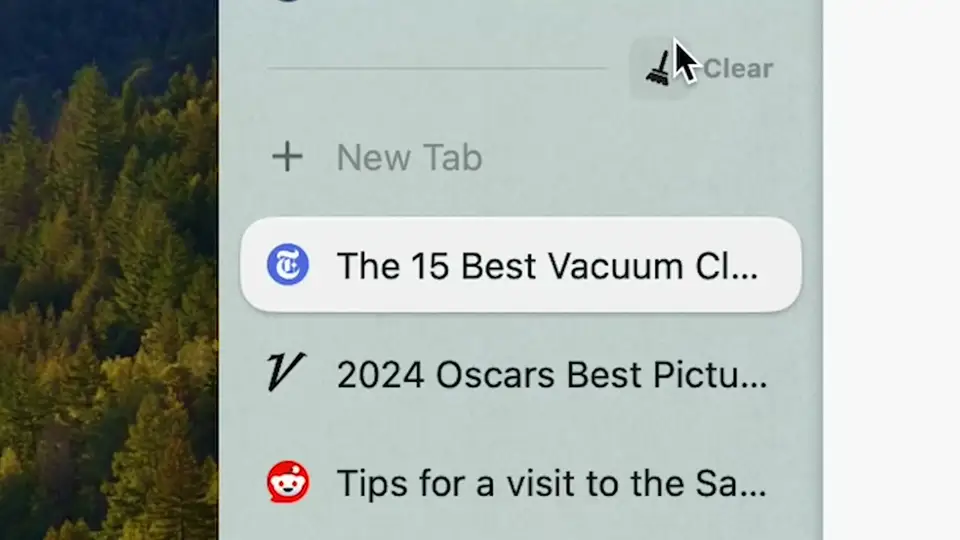 Clear
New Tab
The 15 Best Vacuum Cl...
2024 Oscars Best Pictu...
Tips for a visit to the Sa...